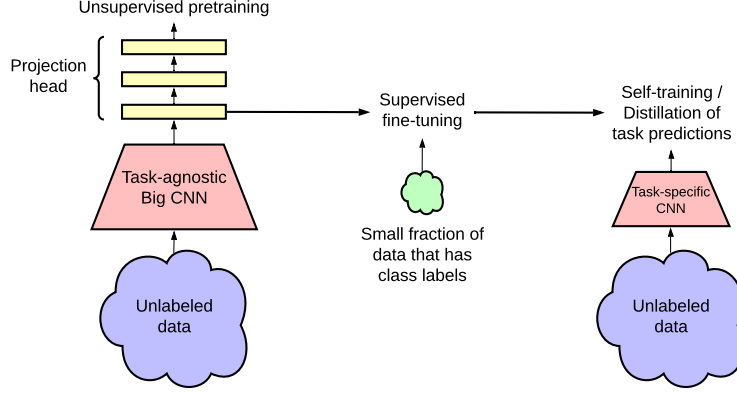 Unsupervised pretraining
Projection
head
Task-agnostic
Big CNN
Unlabeled
data
Supervised
fine-tuning
Small fraction of
data that has
class labels
Self-training /
Distillation of
task predictions
Task-specific
CNN
Unlabeled
data